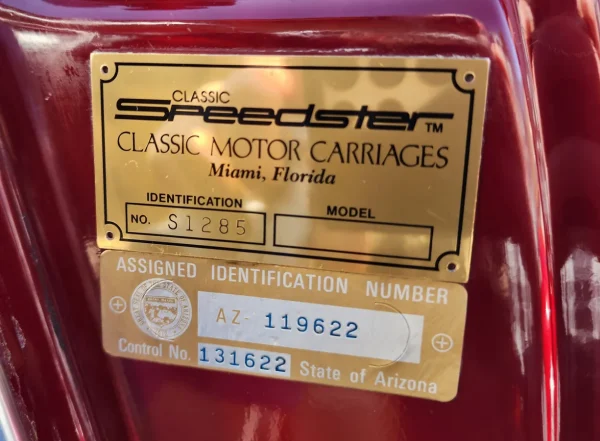 CLASSIC
Speedster™
CLASSIC MOTOR CARRIAGES
Miami, Florida
IDENTIFICATION MODEL
NO. S1285
ASSIGNED IDENTIFICATION NUMBER
AZ- 119622
Control No. 131622 State of Arizona